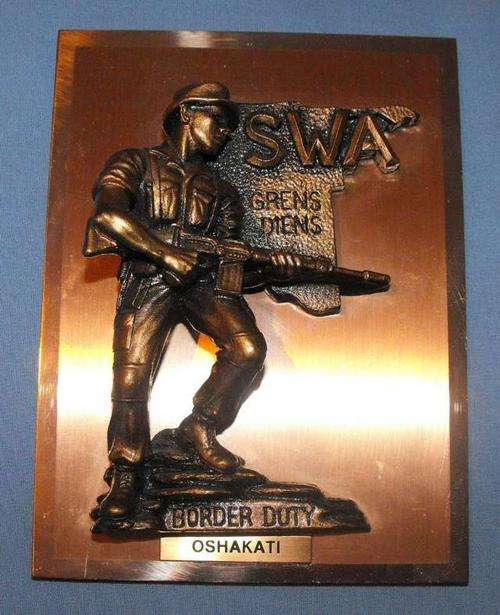 SWA
GRENS
DIENS
BORDER DUTY
OSHAKATI